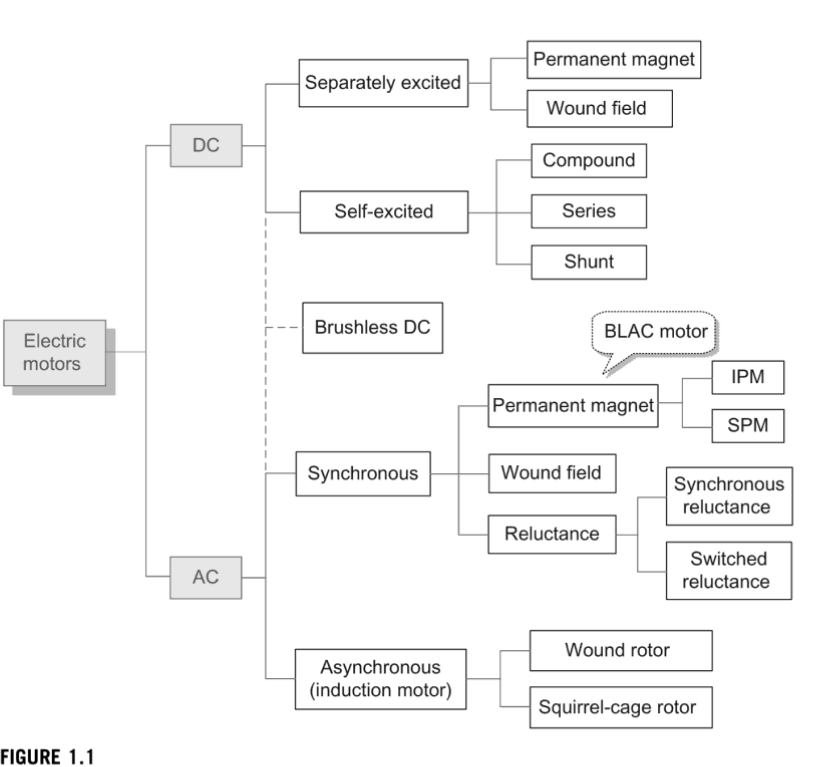 Permanent magnet
Separately excited
Wound field
DC
Compound
Self-excited
Series
Shunt
Electric
motors
Brushless DC
BLAC motor
IPM
Permanent magnet
SPM
Synchronous
Wound field
Synchronous
reluctance
Reluctance
Switched
reluctance
AC
Asynchronous
(induction motor)
Wound rotor
Squirrel-cage rotor
FIGURE 1.1